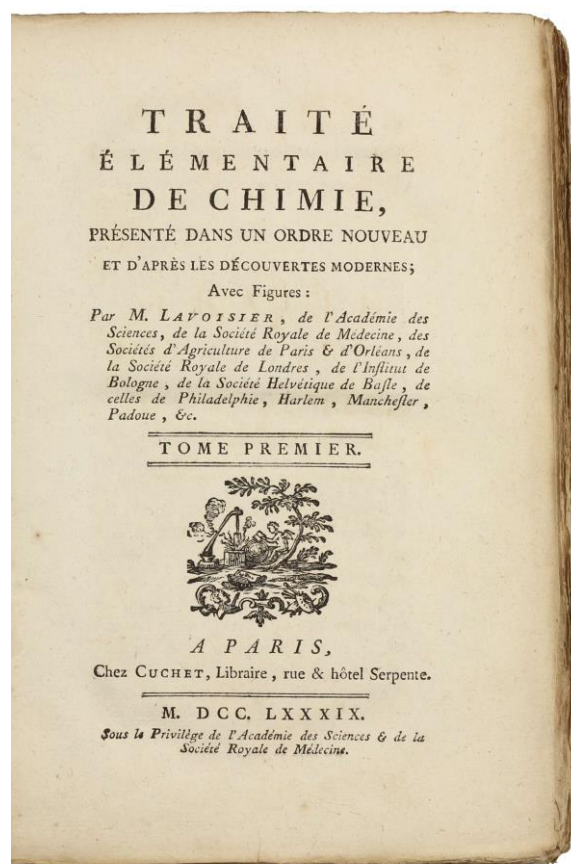 TRAITÉ
ÉLÉMENTAIRE
DE CHIMIE,
PRÉSENTÉ DANS UN ORDRE NOUVEAU
ET D'APRÈS LES DÉCOUVERTES MODERNES;
Avec Figures :
Par M. LAVOISIER, de l'Académie des
Sciences, de la Société Royale de Médecine, des
Sociétés d'Agriculture de Paris & d'Orléans, de
la Société Royale de Londres, de l'Inſtitut de
Bologne, de la Société Helvétique de Baſle, de
celles de Philadelphie, Harlem, Mancheſter,
Padoue, &c.
TOME PREMIER.
A PARIS,
Chez CUCHET, Libraire, rue & hôtel Serpente.
M. DCC. LXXXIX.
Sous le Privilège de l'Académie des Sciences & de la
Société Royale de Médecine.